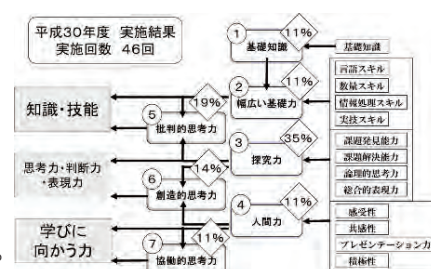 平成30年度 実施結果
実施回数 46回
① 11%
基礎知識
基礎知識
② 11%
幅広い基礎力
言語スキル
数量スキル
情報処理スキル
実技スキル
知識・技能
19%
⑤
批判的思考力
③ 35%
探究力
課題発見能力
課題解決能力
論理的思考力
総合的表現力
思考力・判断力
・表現力
14%
⑥
創造的思考力
④ 11%
人間力
感受性
共感性
プレゼンテーション力
積極性
学びに
向かう力
11%
⑦
協働的思考力